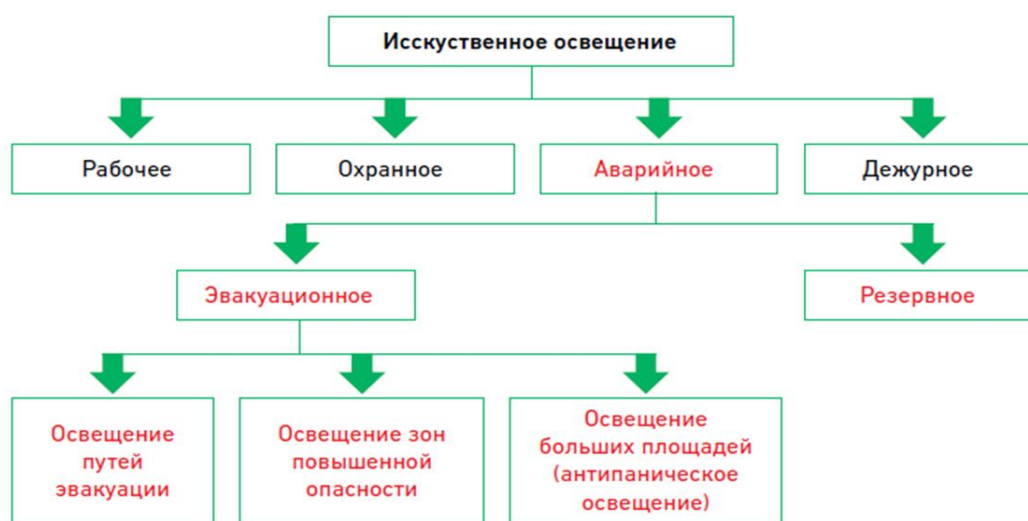 Исскуственное освещение
Рабочее
Охранное
Аварийное
Дежурное
Эвакуационное
Резервное
Освещение
путей
эвакуации
Освещение зон
повышенной
опасности
Освещение
больших площадей
(антипаническое
освещение)